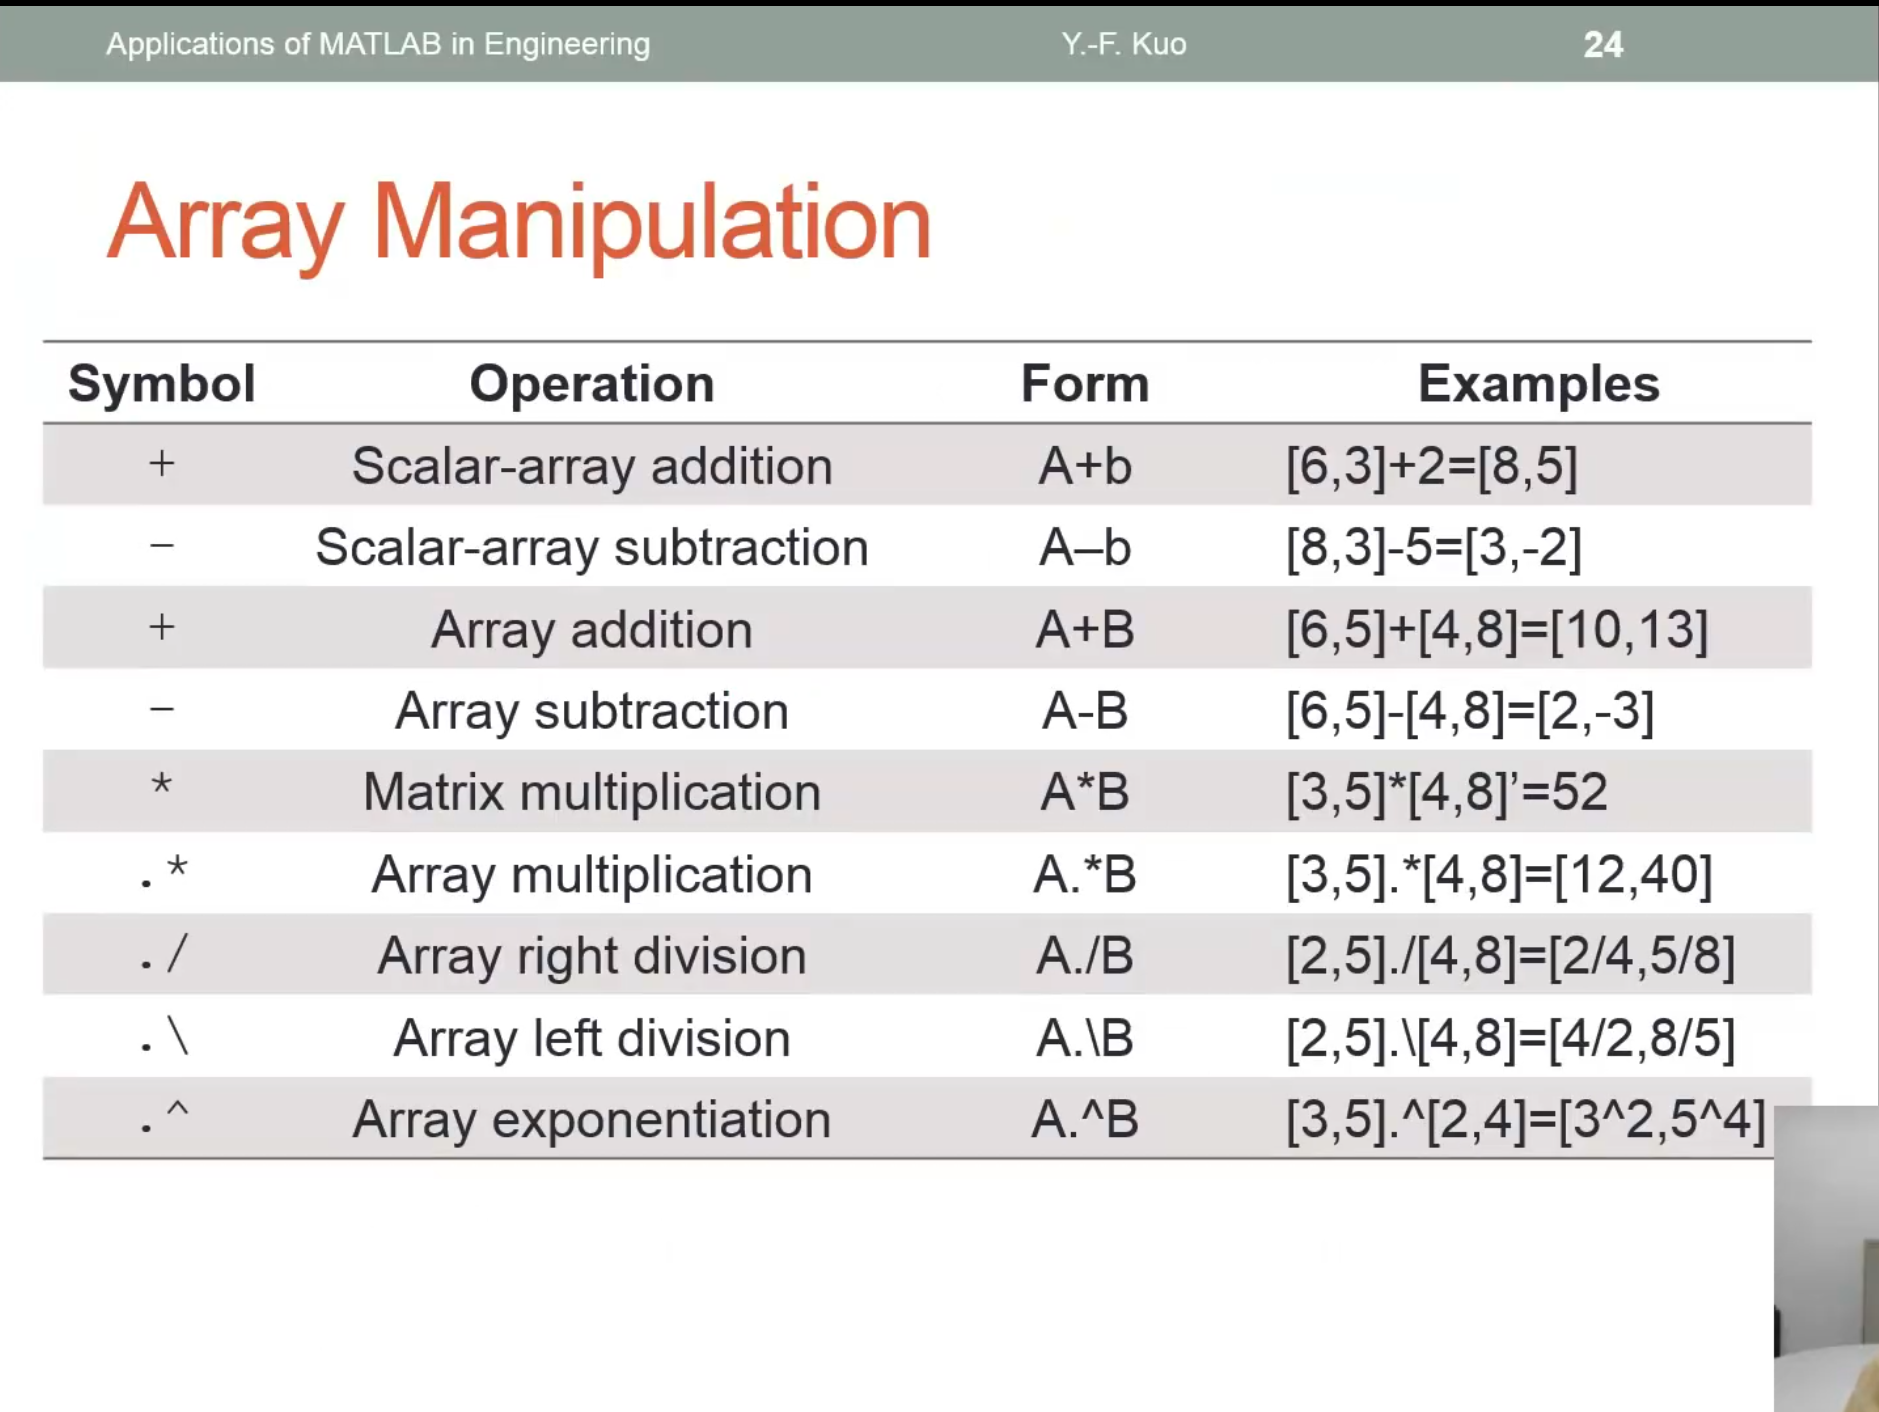 Applications of MATLAB in Engineering Y.-F. Kuo 24
Array Manipulation
Symbol Operation Form Examples
+ Scalar-array addition A+b [6,3]+2=[8,5]
− Scalar-array subtraction A–b [8,3]-5=[3,-2]
+ Array addition A+B [6,5]+[4,8]=[10,13]
− Array subtraction A-B [6,5]-[4,8]=[2,-3]
* Matrix multiplication A*B [3,5]*[4,8]’=52
.* Array multiplication A.*B [3,5].*[4,8]=[12,40]
./ Array right division A./B [2,5]./[4,8]=[2/4,5/8]
.\ Array left division A.\B [2,5].\[4,8]=[4/2,8/5]
.^ Array exponentiation A.^B [3,5].^[2,4]=[3^2,5^4]